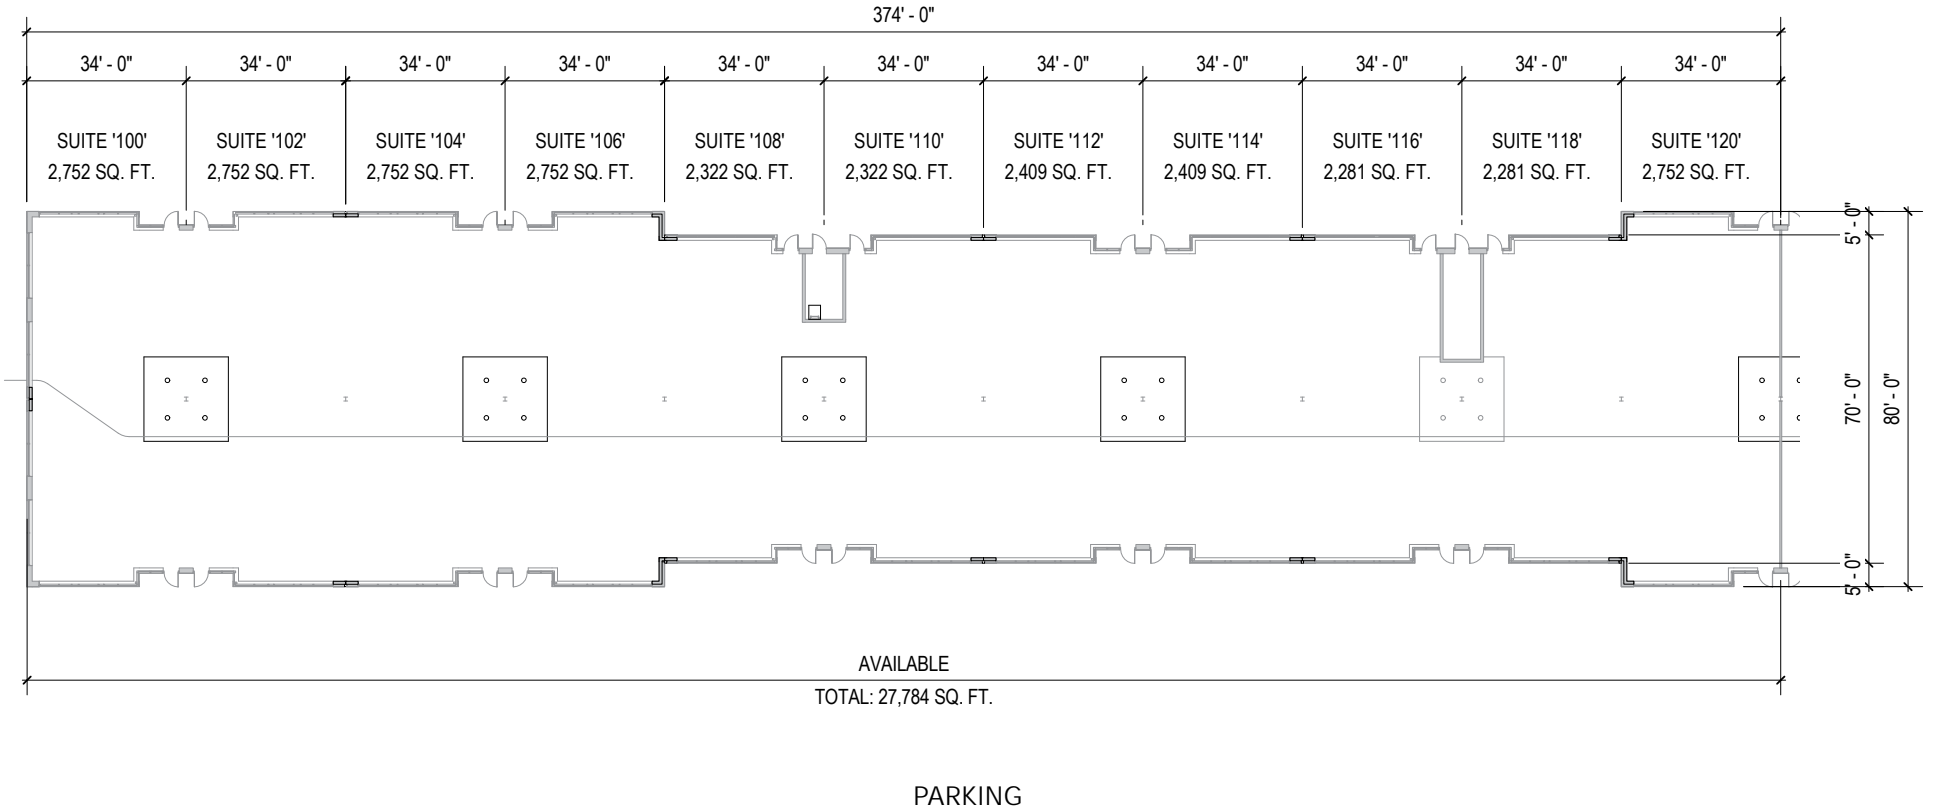 374' - 0"
34' - 0" 34' - 0" 34' - 0" 34' - 0" 34' - 0" 34' - 0" 34' - 0" 34' - 0" 34' - 0" 34' - 0" 34' - 0"
SUITE '100' SUITE '102' SUITE '104' SUITE '106' SUITE '108' SUITE '110' SUITE '112' SUITE '114' SUITE '116' SUITE '118' SUITE '120'
2,752 SQ. FT. 2,752 SQ. FT. 2,752 SQ. FT. 2,752 SQ. FT. 2,322 SQ. FT. 2,322 SQ. FT. 2,409 SQ. FT. 2,409 SQ. FT. 2,281 SQ. FT. 2,281 SQ. FT. 2,752 SQ. FT.
5' - 0"
70' - 0"
80' - 0"
5' - 0"
AVAILABLE
TOTAL: 27,784 SQ. FT.
PARKING